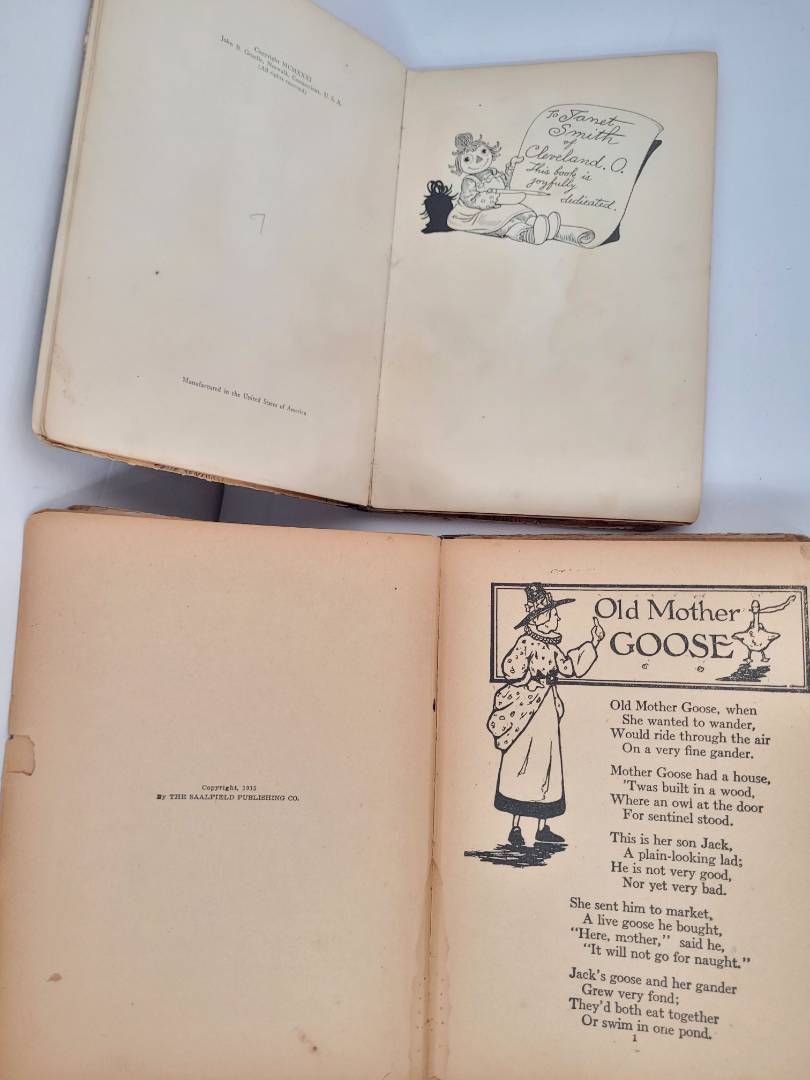 Copyright MCMXXXI
John B. Gruelle, Norwalk, Connecticut, U. S. A.
(All rights reserved)
7
Manufactured in the United States of America
To Janet
Smith
of
Cleveland. O.
This book is
joyfully
dedicated.
Copyright, 1915
By THE SAALFIELD PUBLISHING CO.
Old Mother
GOOSE
Old Mother Goose, when
She wanted to wander,
Would ride through the air
On a very fine gander.
Mother Goose had a house,
'Twas built in a wood,
Where an owl at the door
For sentinel stood.
This is her son Jack,
A plain-looking lad;
He is not very good,
Nor yet very bad.
She sent him to market,
A live goose he bought,
"Here, mother," said he,
"It will not go for naught."
Jack's goose and her gander
Grew very fond;
They'd both eat together
Or swim in one pond.
1